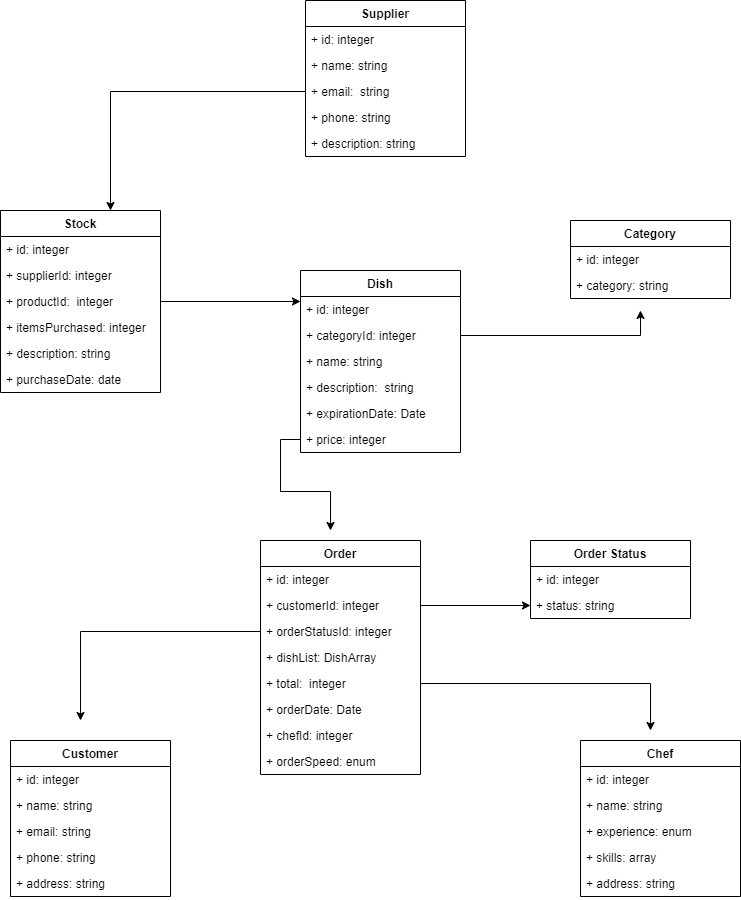 Supplier
+ id: integer
+ name: string
+ email:  string
+ phone: string
+ description: string
Stock
+ id: integer
+ supplierId: integer
+ productId:  integer
+ itemsPurchased: integer
+ description: string
+ purchaseDate: date
Dish
+ id: integer
+ categoryId: integer
+ name: string
+ description:  string
+ expirationDate: Date
+ price: integer
Category
+ id: integer
+ category: string
Order
+ id: integer
+ customerId: integer
+ orderStatusId: integer
+ dishList: DishArray
+ total:  integer
+ orderDate: Date
+ chefId: integer
+ orderSpeed: enum
Order Status
+ id: integer
+ status: string
Customer
+ id: integer
+ name: string
+ email: string
+ phone: string
+ address: string
Chef
+ id: integer
+ name: string
+ experience: enum
+ skills: array
+ address: string